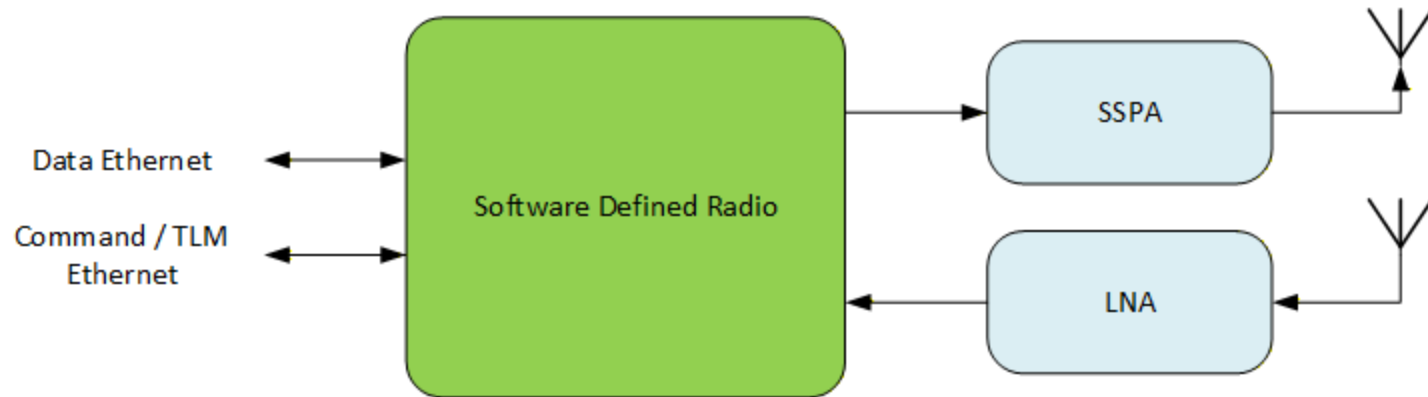 Data Ethernet
Command / TLM
Ethernet
Software Defined Radio
SSPA
LNA